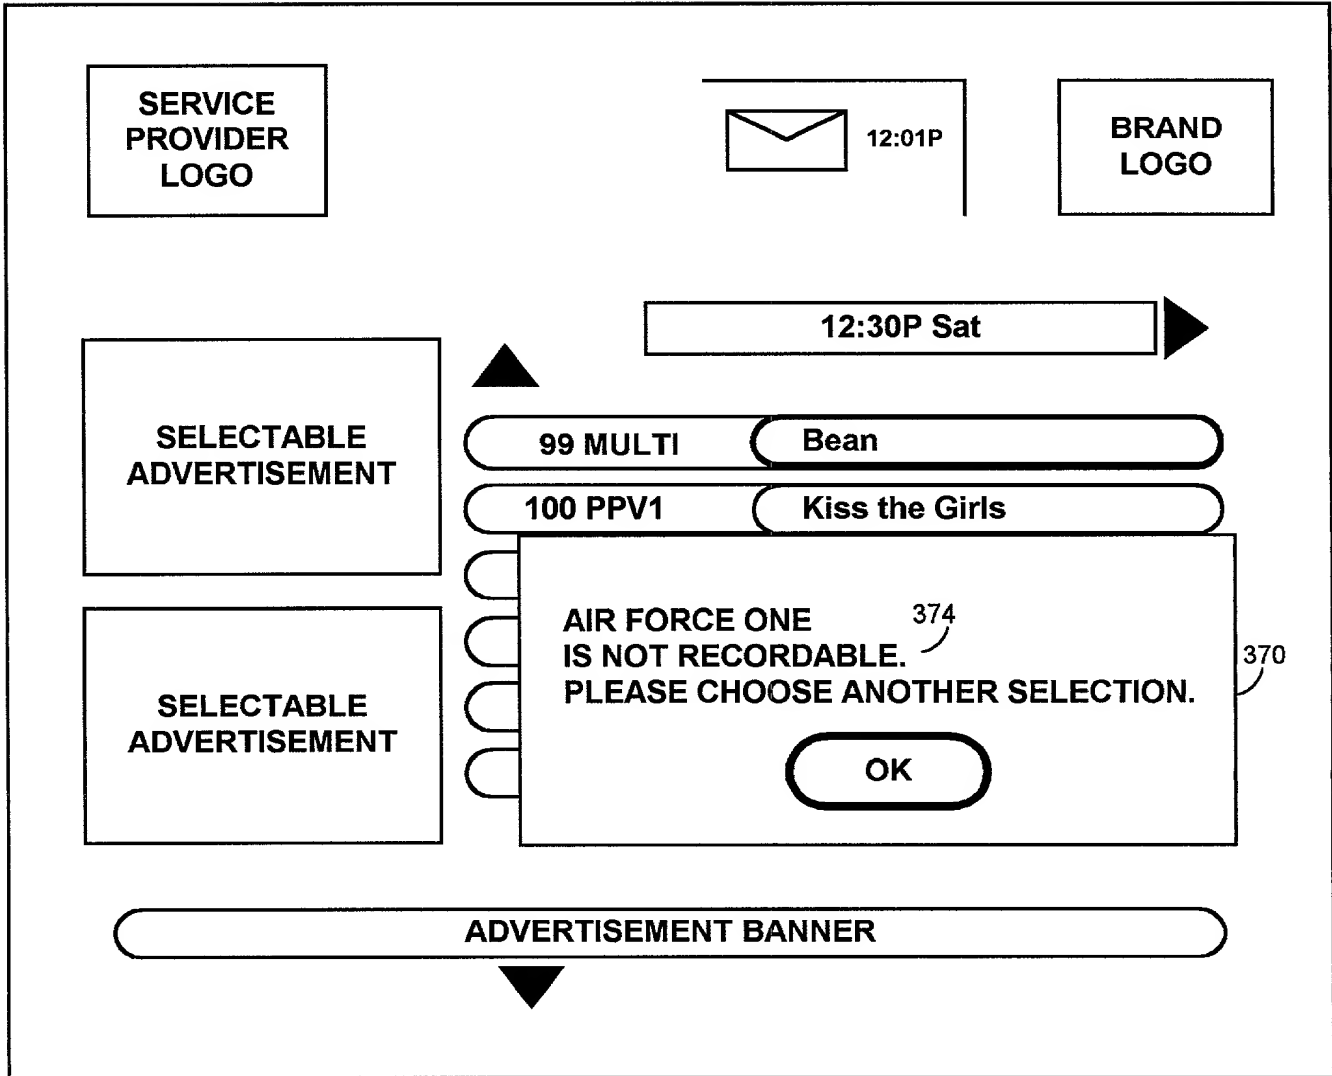 SERVICE
PROVIDER
LOGO
12:01P
BRAND
LOGO
12:30P Sat
SELECTABLE
ADVERTISEMENT
99 MULTI Bean
100 PPV1 Kiss the Girls
AIR FORCE ONE 374
IS NOT RECORDABLE.
PLEASE CHOOSE ANOTHER SELECTION.
370
OK
SELECTABLE
ADVERTISEMENT
ADVERTISEMENT BANNER